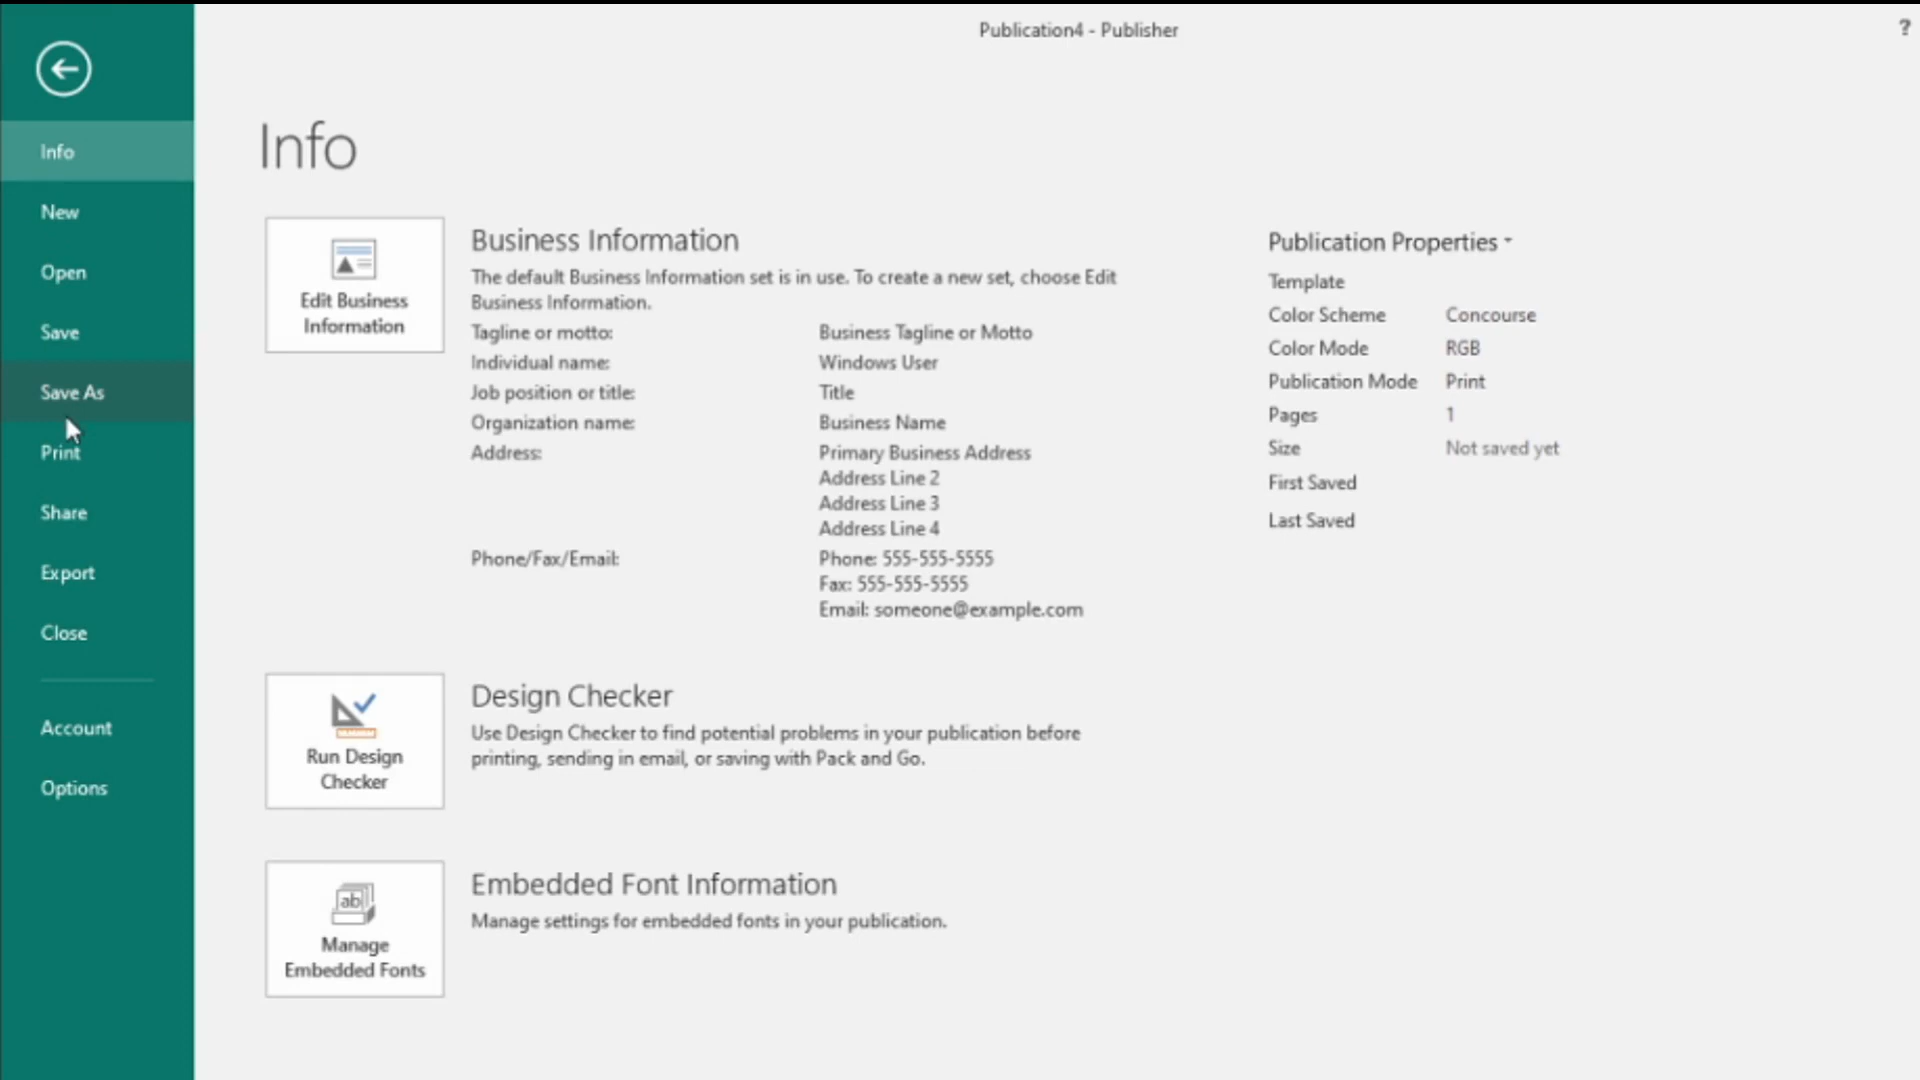 Publication4 - Publisher
?
Info
New
Open
Save
Save As
Print
Share
Export
Close
Account
Options
Info
Edit Business
Information
Business Information
The default Business Information set is in use. To create a new set, choose Edit
Business Information.
Tagline or motto: Business Tagline or Motto
Individual name: Windows User
Job position or title: Title
Organization name: Business Name
Address: Primary Business Address
Address Line 2
Address Line 3
Address Line 4
Phone/Fax/Email: Phone: 555-555-5555
Fax: 555-555-5555
Email: someone@example.com
Publication Properties
Template
Color Scheme Concourse
Color Mode RGB
Publication Mode Print
Pages 1
Size Not saved yet
First Saved
Last Saved
Run Design
Checker
Design Checker
Use Design Checker to find potential problems in your publication before
printing, sending in email, or saving with Pack and Go.
ab
Manage
Embedded Fonts
Embedded Font Information
Manage settings for embedded fonts in your publication.